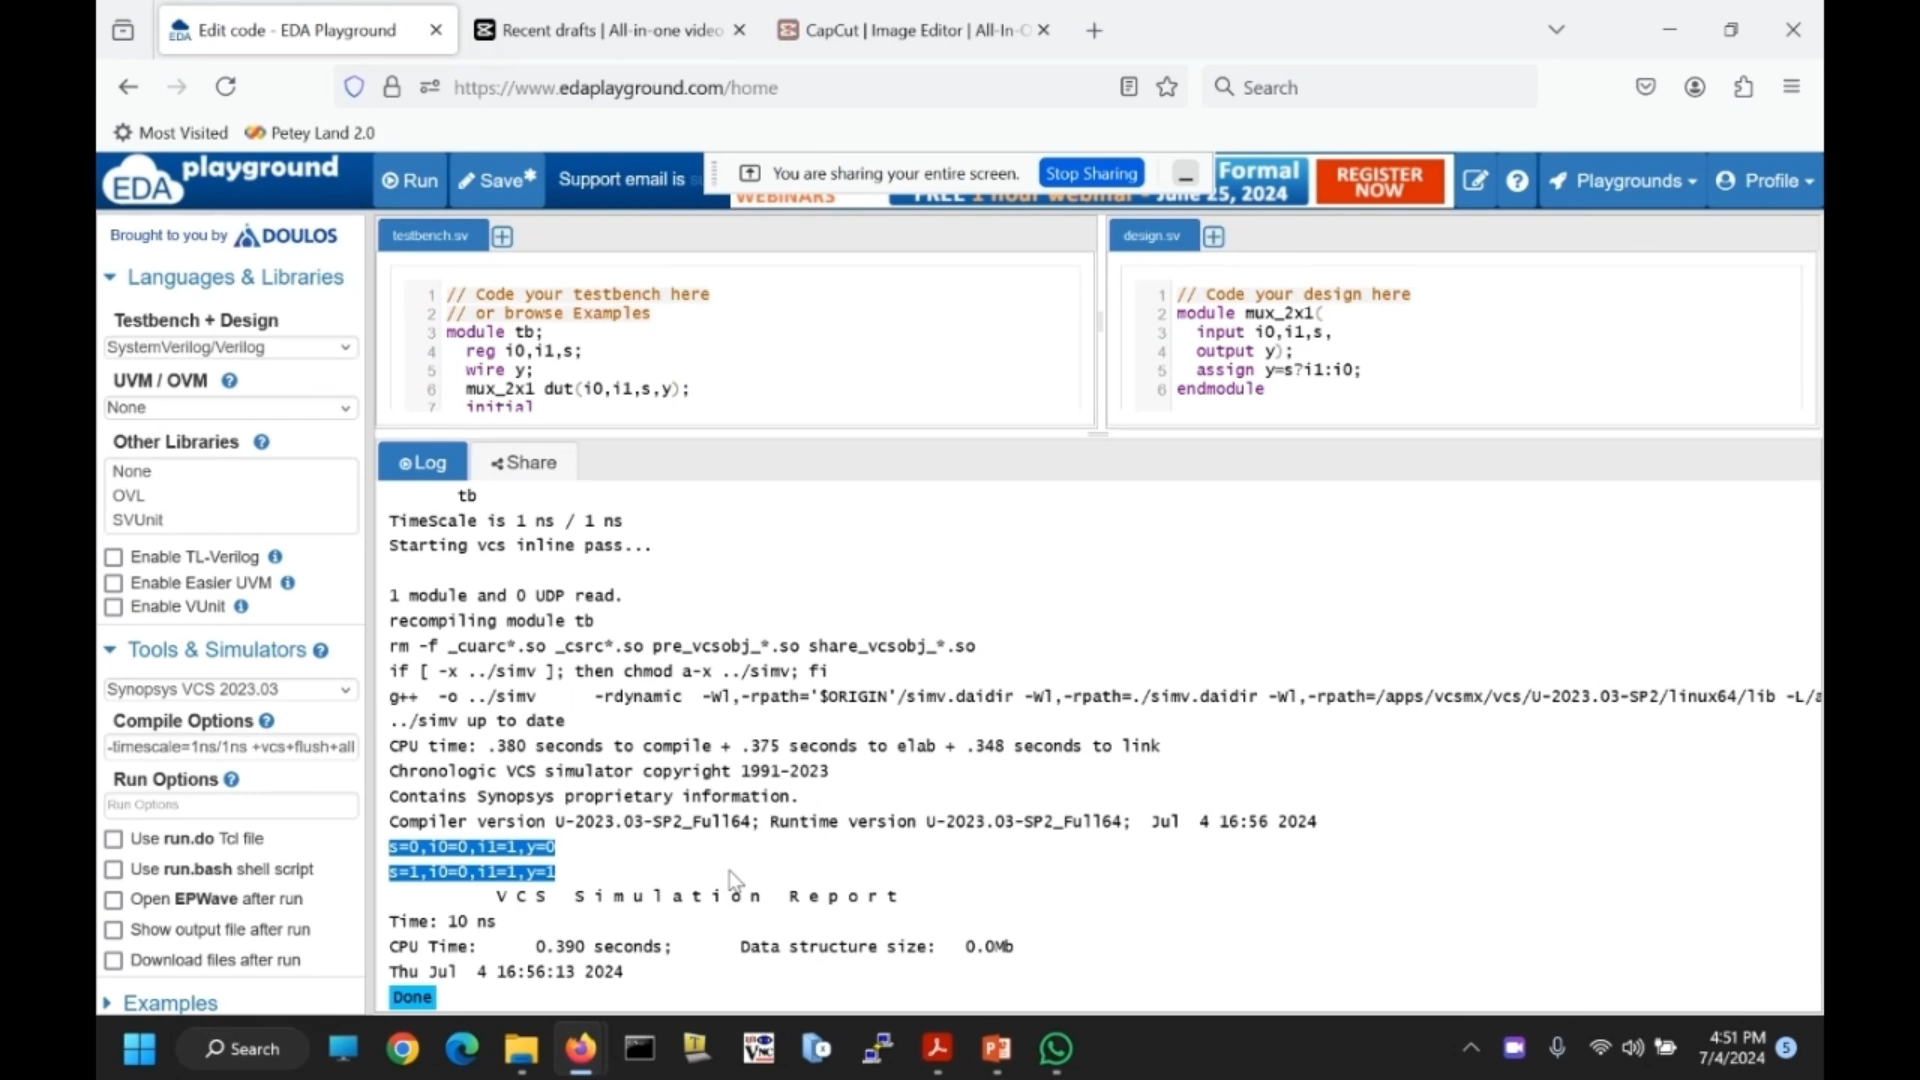 Edit code - EDA Playground
Recent drafts | All-in-one video
CapCut | Image Editor | All-In-O
https://www.edaplayground.com/home
Search
Most Visited
Petey Land 2.0
EDA playground
Run
Save*
Support email is
You are sharing your entire screen.
Stop Sharing
WEBINARS
Formal
FREE 1 hour webinar - June 25, 2024
REGISTER NOW
Playgrounds
Profile
Brought to you by DOULOS
Languages & Libraries
Testbench + Design
SystemVerilog/Verilog
UVM / OVM
None
Other Libraries
None
OVL
SVUnit
Enable TL-Verilog
Enable Easier UVM
Enable VUnit
Tools & Simulators
Synopsys VCS 2023.03
Compile Options
-timescale=1ns/1ns +vcs+flush+all
Run Options
Run Options
Use run.do Tcl file
Use run.bash shell script
Open EPWave after run
Show output file after run
Download files after run
Examples
testbench.sv
1 // Code your testbench here
2 // or browse Examples
3 module tb;
4 reg i0,i1,s;
5 wire y;
6 mux_2x1 dut(i0,i1,s,y);
7 initial
design.sv
1 // Code your design here
2 module mux_2x1(
3 input i0,i1,s,
4 output y);
5 assign y=s?i1:i0;
6 endmodule
Log
Share
tb
TimeScale is 1 ns / 1 ns
Starting vcs inline pass...
1 module and 0 UDP read.
recompiling module tb
rm -f _cuarc*.so _csrc*.so pre_vcsobj_*.so share_vcsobj_*.so
if [ -x ../simv ]; then chmod a-x ../simv; fi
g++ -o ../simv -rdynamic -Wl,-rpath='$ORIGIN'/simv.daidir -Wl,-rpath=./simv.daidir -Wl,-rpath=/apps/vcsmx/vcs/U-2023.03-SP2/linux64/lib -L/a
../simv up to date
CPU time: .380 seconds to compile + .375 seconds to elab + .348 seconds to link
Chronologic VCS simulator copyright 1991-2023
Contains Synopsys proprietary information.
Compiler version U-2023.03-SP2_Full64; Runtime version U-2023.03-SP2_Full64; Jul 4 16:56 2024
s=0,i0=0,i1=1,y=0
s=1,i0=0,i1=1,y=1
V C S S i m u l a t i o n R e p o r t
Time: 10 ns
CPU Time: 0.390 seconds; Data structure size: 0.0Mb
Thu Jul 4 16:56:13 2024
Done
Search
4:51 PM
7/4/2024
5